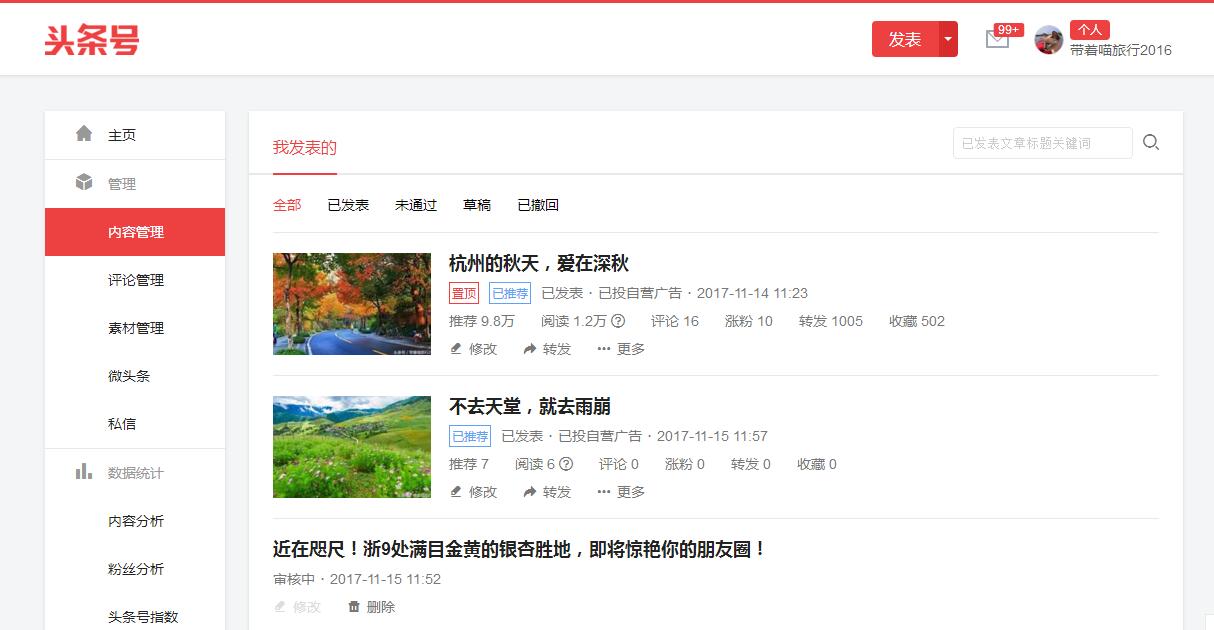 头条号
发表
99+
个人
带着喵旅行2016
主页
管理
内容管理
评论管理
素材管理
微头条
私信
数据统计
内容分析
粉丝分析
头条号指数
我发表的
已发表文章标题关键词
全部 已发表 未通过 草稿 已撤回
杭州的秋天，爱在深秋
置顶 已推荐 已发表 · 已投自营广告 · 2017-11-14 11:23
推荐 9.8万 阅读 1.2万 ? 评论 16 涨粉 10 转发 1005 收藏 502
修改 转发 ··· 更多
不去天堂，就去雨崩
已推荐 已发表 · 已投自营广告 · 2017-11-15 11:57
推荐 7 阅读 6 ? 评论 0 涨粉 0 转发 0 收藏 0
修改 转发 ··· 更多
近在咫尺！浙9处满目金黄的银杏胜地，即将惊艳你的朋友圈！
审核中 · 2017-11-15 11:52
修改 删除